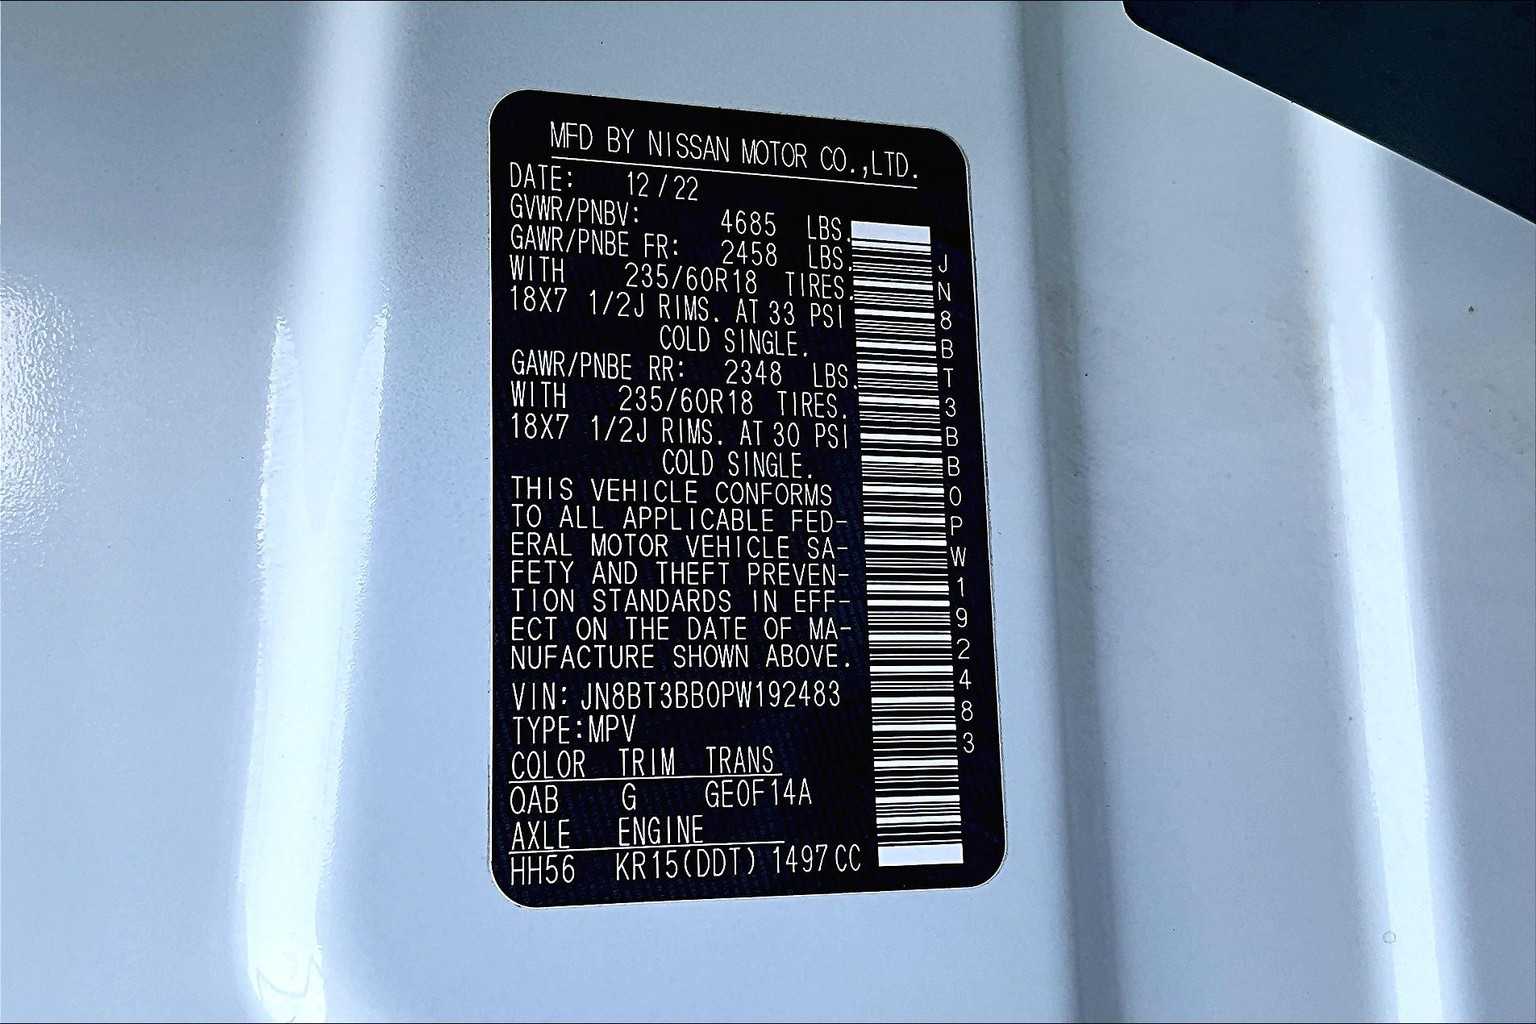 MFD BY NISSAN MOTOR CO.,LTD.
DATE: 12/22
GVWR/PNBV: 4685 LBS.
GAWR/PNBE FR: 2458 LBS.
WITH 235/60R18 TIRES.
18X7 1/2J RIMS. AT 33 PSI
COLD SINGLE.
GAWR/PNBE RR: 2348 LBS.
WITH 235/60R18 TIRES.
18X7 1/2J RIMS. AT 30 PSI
COLD SINGLE.
THIS VEHICLE CONFORMS
TO ALL APPLICABLE FED-
ERAL MOTOR VEHICLE SA-
FETY AND THEFT PREVEN-
TION STANDARDS IN EFF-
ECT ON THE DATE OF MA-
NUFACTURE SHOWN ABOVE.
VIN: JN8BT3BB0PW192483
TYPE:MPV
COLOR TRIM TRANS
QAB G GE0F14A
AXLE ENGINE
HH56 KR15(DDT) 1497CC
JN8BT3BB0PW192483